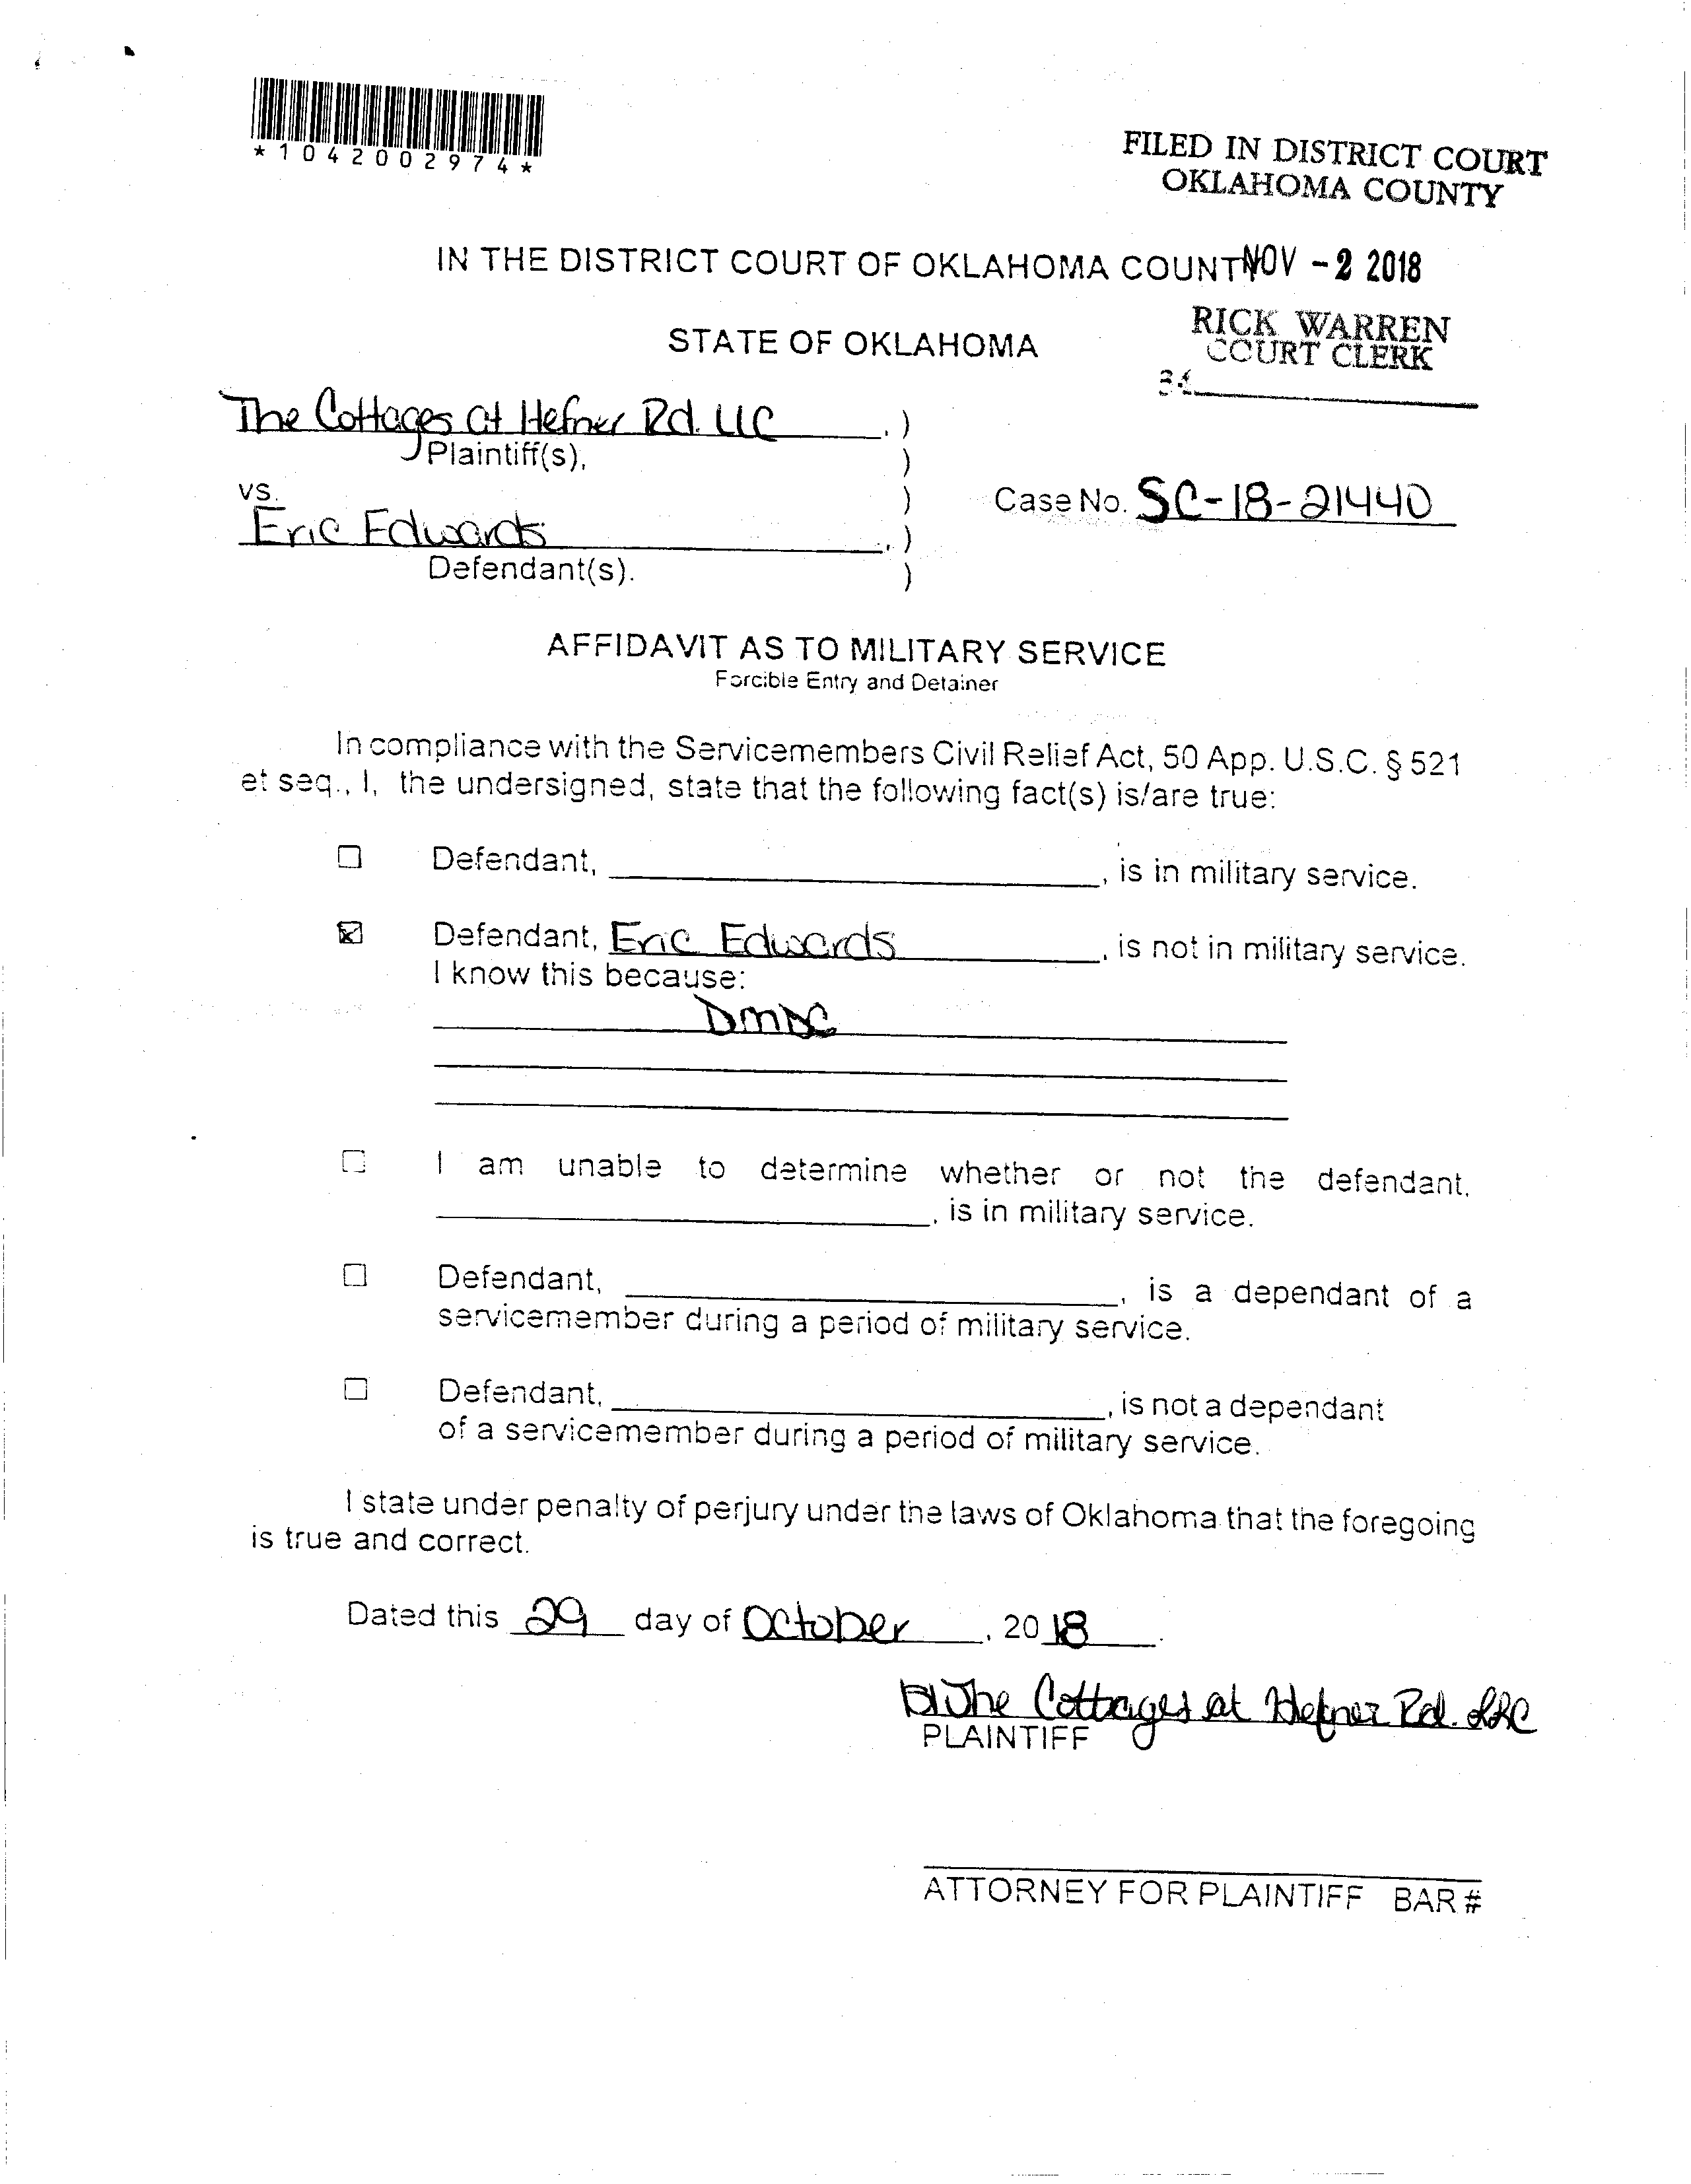 *1042002974*
FILED IN DISTRICT COURT
OKLAHOMA COUNTY
IN THE DISTRICT COURT OF OKLAHOMA COUNT NOV - 2 2018
STATE OF OKLAHOMA
RICK WARREN
COURT CLERK
The Cottages at Hefner Rd. LLC , )
Plaintiff(s), )
vs. )
Case No. SC-18-21440
Eric Edwards , )
Defendant(s). )
AFFIDAVIT AS TO MILITARY SERVICE
Forcible Entry and Detainer
In compliance with the Servicemembers Civil Relief Act, 50 App. U.S.C. § 521
et seq., I, the undersigned, state that the following fact(s) is/are true:
☐ Defendant, , is in military service.
☒ Defendant, Eric Edwards , is not in military service.
I know this because:
DMDC
☐ I am unable to determine whether or not the defendant,
, is in military service.
☐ Defendant, , is a dependant of a
servicemember during a period of military service.
☐ Defendant, , is not a dependant
of a servicemember during a period of military service.
I state under penalty of perjury under the laws of Oklahoma that the foregoing
is true and correct.
Dated this 29 day of October , 20 18 .
The Cottages at Hefner Rd. LLC
PLAINTIFF
ATTORNEY FOR PLAINTIFF BAR #